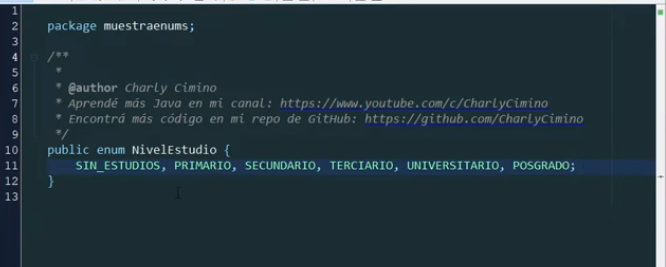 1
2 package muestraenums;
3
4 /**
5 *
6 * @author Charly Cimino
7 * Aprendé más Java en mi canal: https://www.youtube.com/c/CharlyCimino
8 * Encontrá más código en mi repo de GitHub: https://github.com/CharlyCimino
9 */
10 public enum NivelEstudio {
11 SIN_ESTUDIOS, PRIMARIO, SECUNDARIO, TERCIARIO, UNIVERSITARIO, POSGRADO;
12 }
13